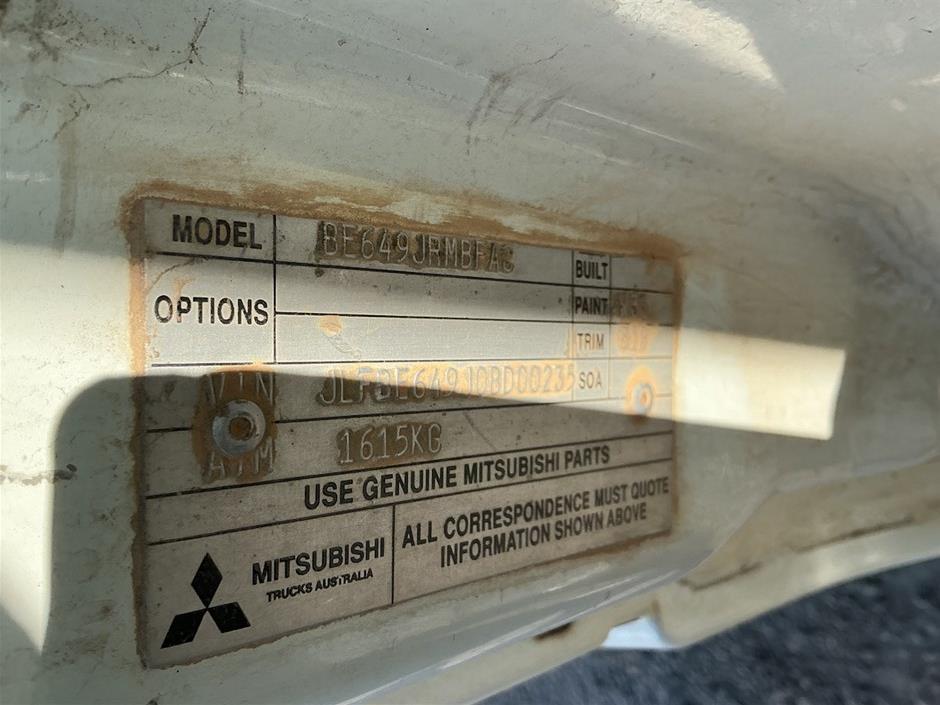 MODEL BE649JRMBFAC
BUILT
OPTIONS
PAINT
TRIM
VIN JLFBE649J0BD00235 SOA
ATM 1615KG
USE GENUINE MITSUBISHI PARTS
MITSUBISHI
TRUCKS AUSTRALIA
ALL CORRESPONDENCE MUST QUOTE
INFORMATION SHOWN ABOVE